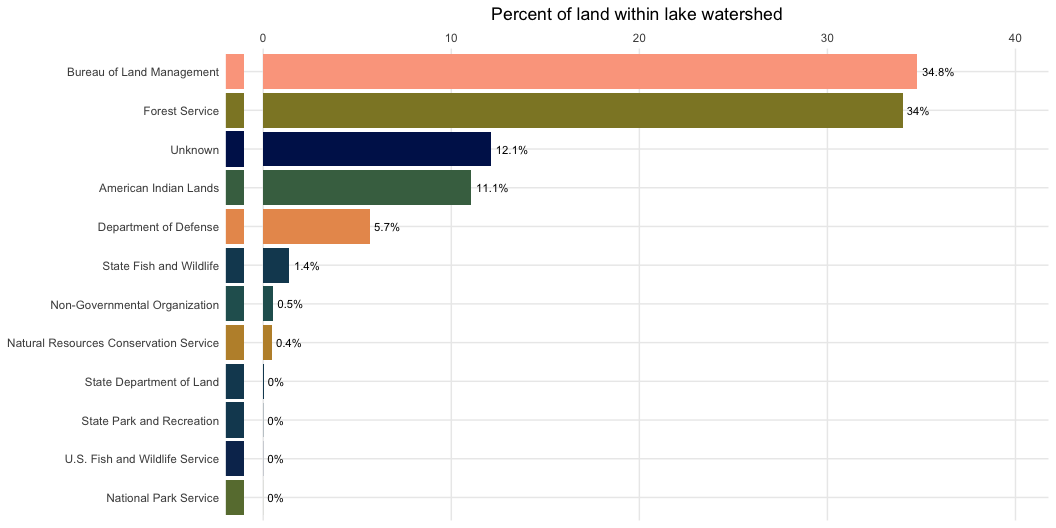 Percent of land within lake watershed
0 10 20 30 40
Bureau of Land Management 34.8%
Forest Service 34%
Unknown 12.1%
American Indian Lands 11.1%
Department of Defense 5.7%
State Fish and Wildlife 1.4%
Non-Governmental Organization 0.5%
Natural Resources Conservation Service 0.4%
State Department of Land 0%
State Park and Recreation 0%
U.S. Fish and Wildlife Service 0%
National Park Service 0%